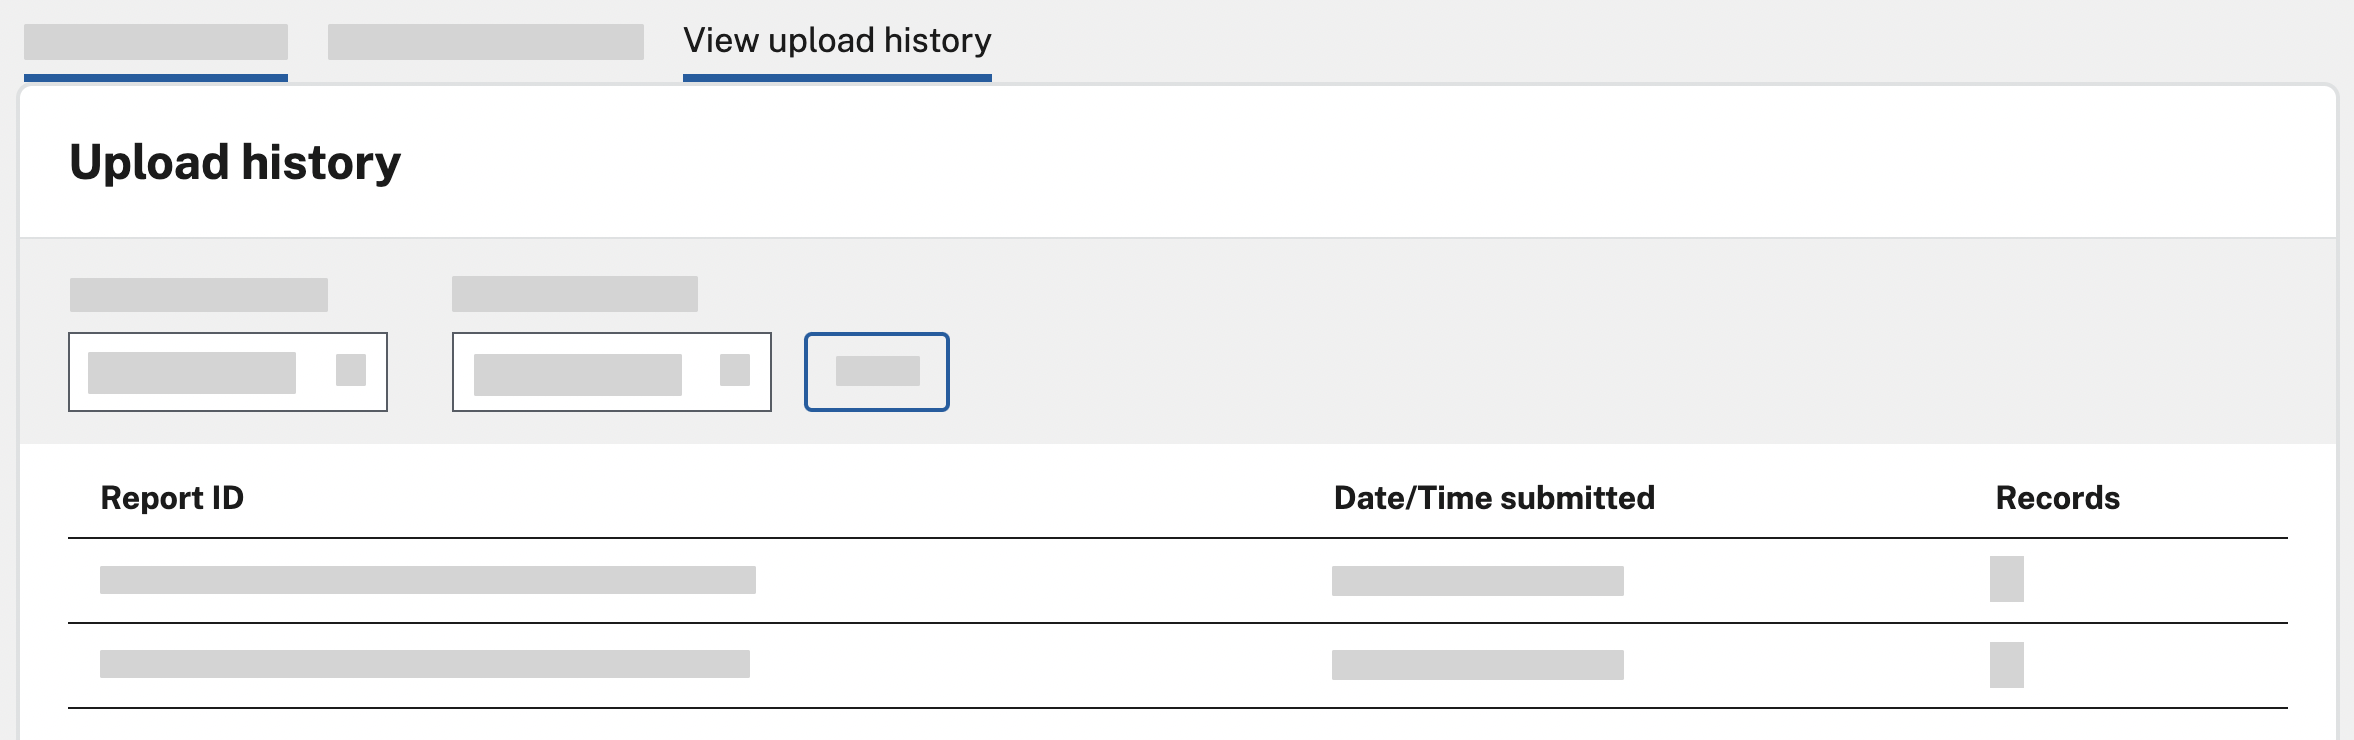 View upload history
Upload history
Report ID
Date/Time submitted
Records